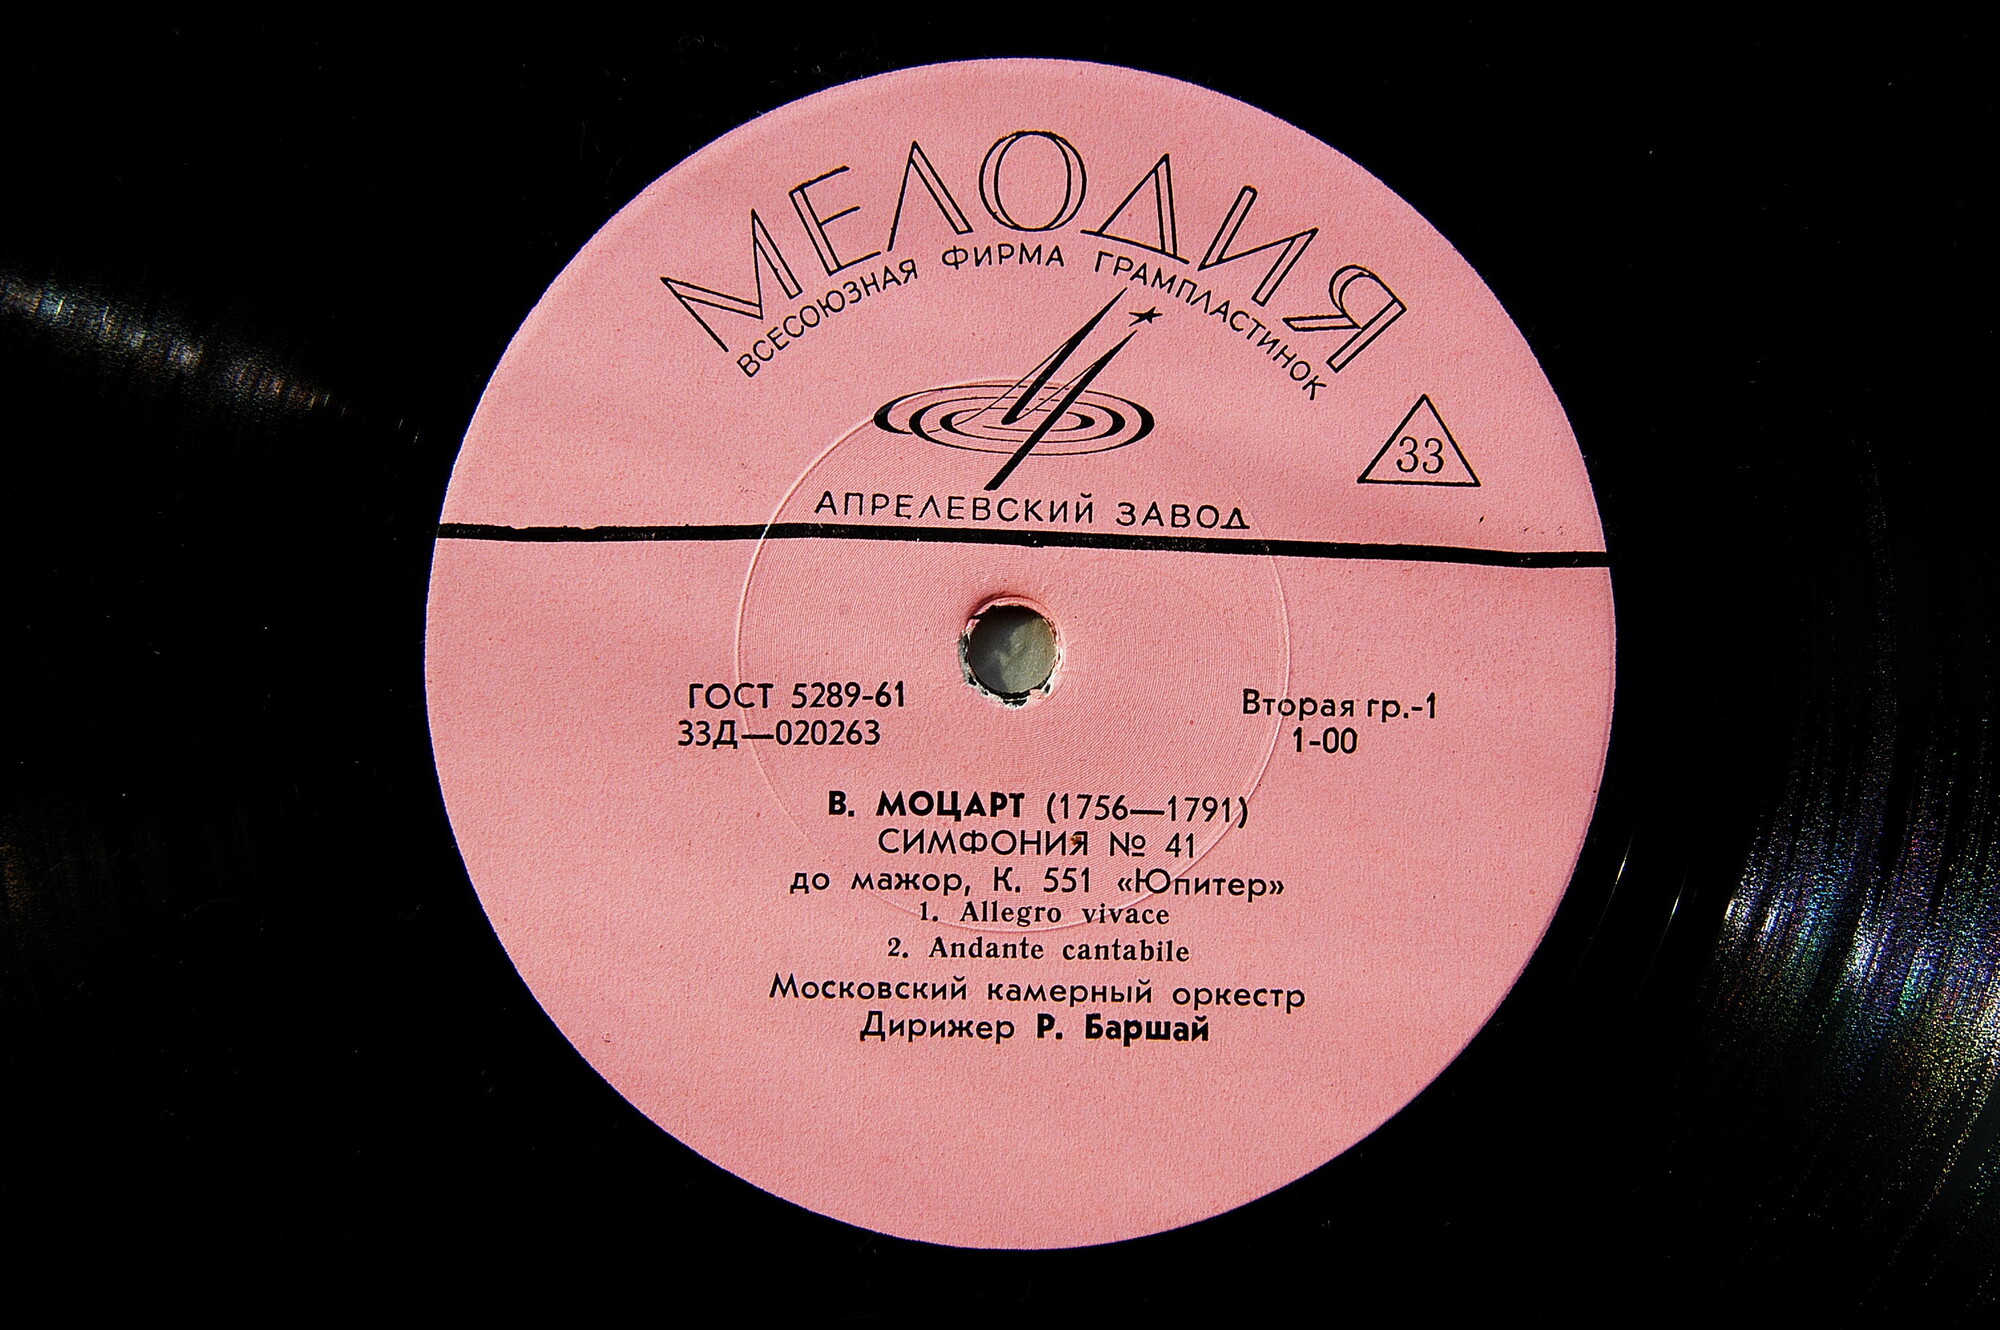 МЕЛОДИЯ
ВСЕСОЮЗНАЯ ФИРМА ГРАМПЛАСТИНОК
33
АПРЕЛЕВСКИЙ ЗАВОД
ГОСТ 5289-61
33Д—020263
Вторая гр.-1
1-00
В. МОЦАРТ (1756—1791)
СИМФОНИЯ № 41
до мажор, К. 551 «Юпитер»
1. Allegro vivace
2. Andante cantabile
Московский камерный оркестр
Дирижер Р. Баршай